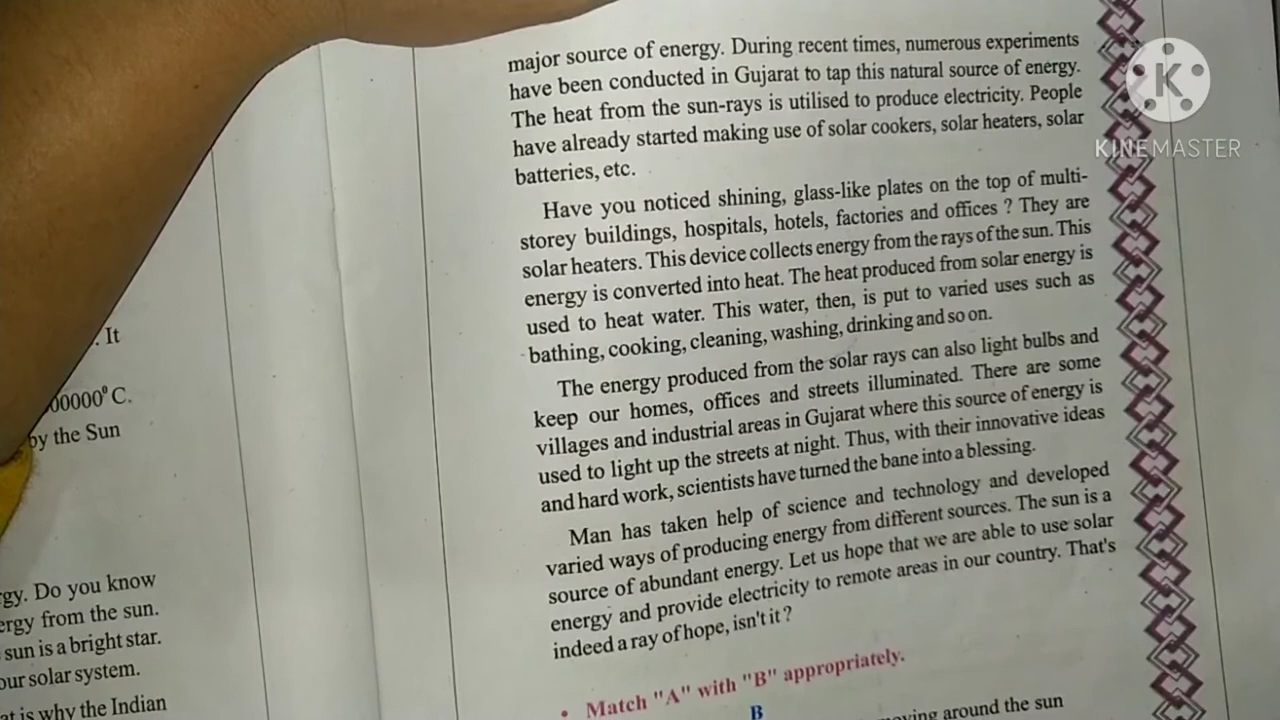 . It
00000⁰ C.
by the Sun
gy. Do you know
ergy from the sun.
sun is a bright star.
our solar system.
at is why the Indian
major source of energy. During recent times, numerous experiments
have been conducted in Gujarat to tap this natural source of energy.
The heat from the sun-rays is utilised to produce electricity. People
have already started making use of solar cookers, solar heaters, solar
batteries, etc.
Have you noticed shining, glass-like plates on the top of multi-
storey buildings, hospitals, hotels, factories and offices ? They are
solar heaters. This device collects energy from the rays of the sun. This
energy is converted into heat. The heat produced from solar energy is
used to heat water. This water, then, is put to varied uses such as
bathing, cooking, cleaning, washing, drinking and so on.
The energy produced from the solar rays can also light bulbs and
keep our homes, offices and streets illuminated. There are some
villages and industrial areas in Gujarat where this source of energy is
used to light up the streets at night. Thus, with their innovative ideas
and hard work, scientists have turned the bane into a blessing.
Man has taken help of science and technology and developed
varied ways of producing energy from different sources. The sun is a
source of abundant energy. Let us hope that we are able to use solar
energy and provide electricity to remote areas in our country. That's
indeed a ray of hope, isn't it ?
• Match "A" with "B" appropriately.
B
around the sun
K
KINEMASTER